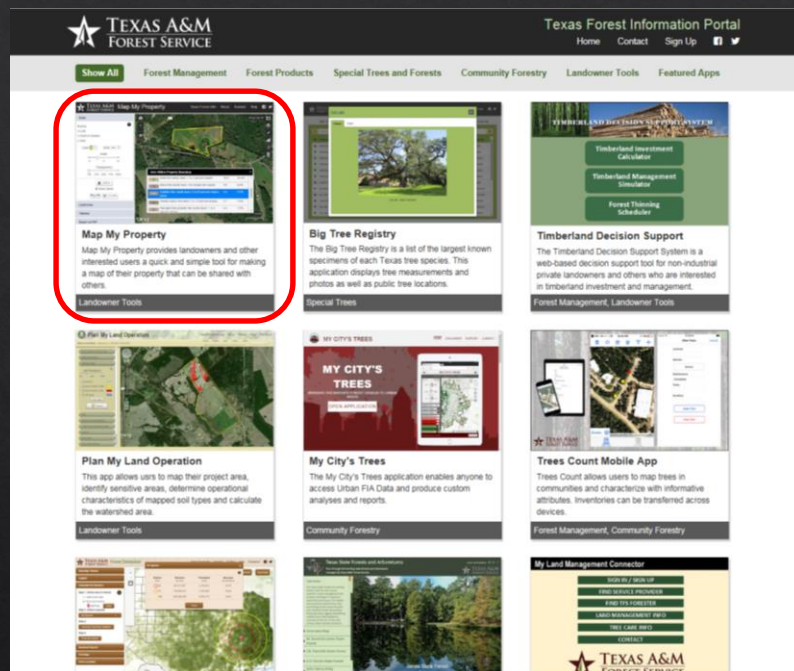 TEXAS A&M
FOREST SERVICE
Texas Forest Information Portal
Home Contact Sign Up
Show All Forest Management Forest Products Special Trees and Forests Community Forestry Landowner Tools Featured Apps
Map My Property
Map My Property
Map My Property provides landowners and other
interested users a quick and simple tool for making
a map of their property that can be shared with
others.
Landowner Tools
Big Tree Registry
The Big Tree Registry is a list of the largest known
specimens of each Texas tree species. This
application displays tree measurements and
photos as well as public tree locations.
Special Trees
TIMBERLAND DECISION SUPPORT SYSTEM
Timberland Investment
Calculator
Timberland Management
Simulator
Forest Thinning
Scheduler
Timberland Decision Support
The Timberland Decision Support System is a
web-based decision support tool for non-industrial
private landowners and others who are interested
in timberland investment and management.
Forest Management, Landowner Tools
Plan My Land Operation
Plan My Land Operation
This app allows usrs to map their project area,
identify sensitive areas, determine operational
characteristics of mapped soil types and calculate
the watershed area.
Landowner Tools
MY CITY'S TREES
MY CITY'S
TREES
OPEN APPLICATION
My City's Trees
The My City's Trees application enables anyone to
access Urban FIA Data and produce custom
analyses and reports.
Community Forestry
TEXAS A&M
Trees Count Mobile App
Trees Count allows users to map trees in
communities and characterize with informative
attributes. Inventories can be transferred across
devices.
Forest Management, Community Forestry
Texas State Forests and Arboretums
My Land Management Connector
SIGN IN / SIGN UP
FIND SERVICE PROVIDER
FIND TFS FORESTER
LAND MANAGEMENT INFO
TREE CARE INFO
CONTACT
TEXAS A&M
FOREST SERVICE